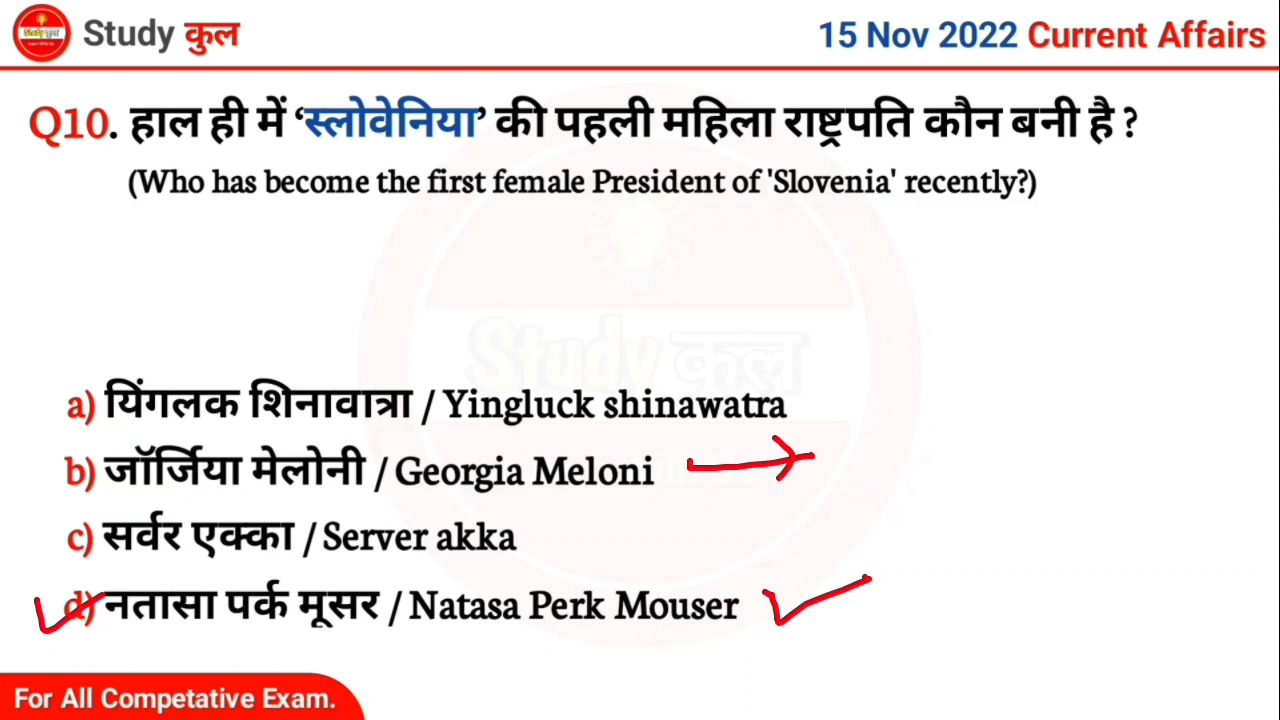 Study कुल
15 Nov 2022 Current Affairs
Q10. हाल ही में ‘स्लोवेनिया’ की पहली महिला राष्ट्रपति कौन बनी है ?
(Who has become the first female President of 'Slovenia' recently?)
Study कुल
a) यिंगलक शिनावात्रा / Yingluck shinawatra
b) जॉर्जिया मेलोनी / Georgia Meloni
c) सर्वर एक्का / Server akka
d) नतासा पर्क मूसर / Natasa Perk Mouser
For All Competative Exam.